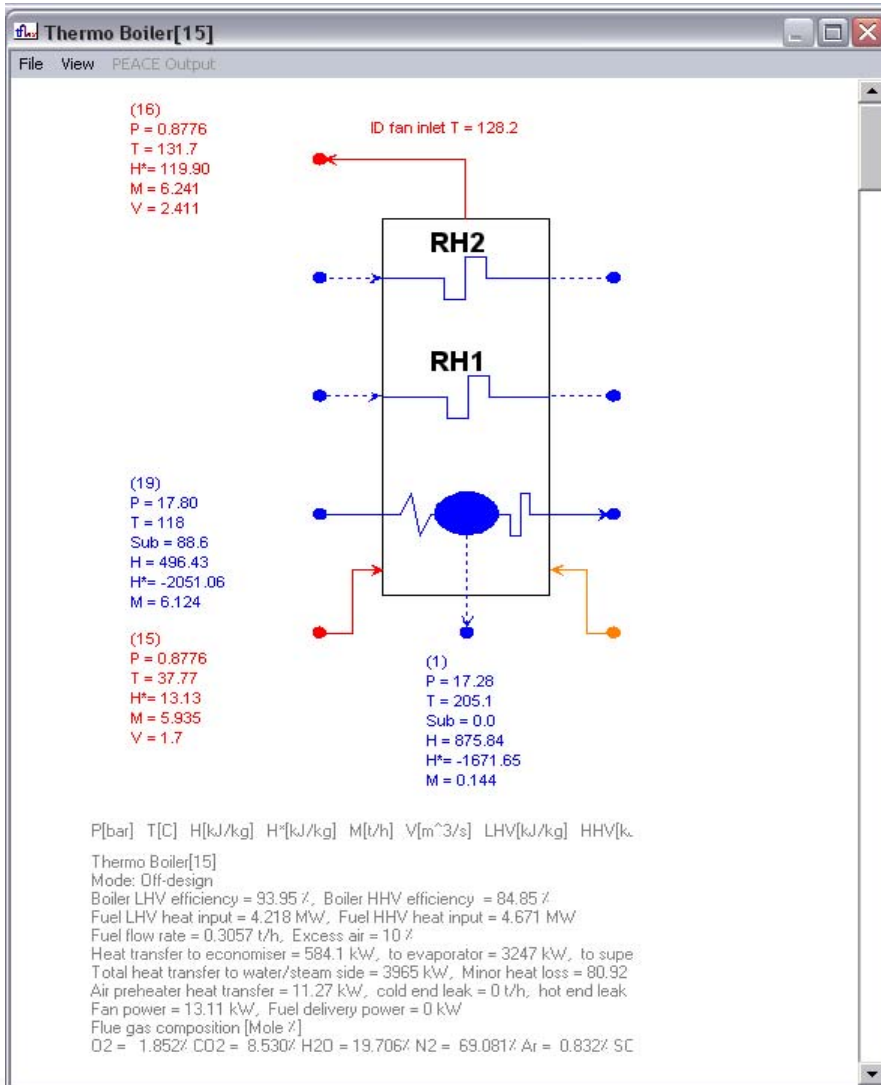 Thermo Boiler[15]
File View PEACE Output
(16)
P = 0.8776
T = 131.7
H*= 119.90
M = 6.241
V = 2.411
ID fan inlet T = 128.2
RH2
RH1
(19)
P = 17.80
T = 118
Sub = 88.6
H = 496.43
H*= -2051.06
M = 6.124
(15)
P = 0.8776
T = 37.77
H*= 13.13
M = 5.935
V = 1.7
(1)
P = 17.28
T = 205.1
Sub = 0.0
H = 875.84
H*= -1671.65
M = 0.144
P[bar] T[C] H[kJ/kg] H*[kJ/kg] M[t/h] V[m^3/s] LHV[kJ/kg] HHV[k
Thermo Boiler[15]
Mode: Off-design
Boiler LHV efficiency = 93.95 %, Boiler HHV efficiency = 84.85 %
Fuel LHV heat input = 4.218 MW, Fuel HHV heat input = 4.671 MW
Fuel flow rate = 0.3057 t/h, Excess air = 10 %
Heat transfer to economiser = 584.1 kW, to evaporator = 3247 kW, to supe
Total heat transfer to water/steam side = 3965 kW, Minor heat loss = 80.92
Air preheater heat transfer = 11.27 kW, cold end leak = 0 t/h, hot end leak
Fan power = 13.11 kW, Fuel delivery power = 0 kW
Flue gas composition [Mole %]
O2 = 1.852% CO2 = 8.530% H2O = 19.706% N2 = 69.081% Ar = 0.832% SO